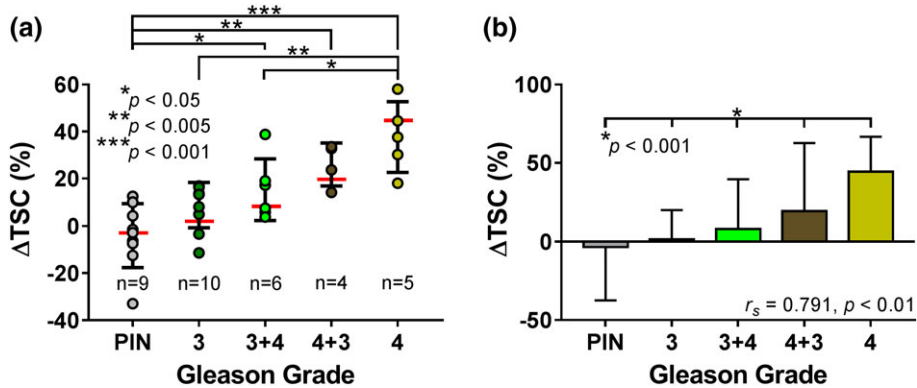 (a)
ΔTSC (%)
60
40
20
0
-20
-40
***
**
*
**
*
*p < 0.05
**p < 0.005
***p < 0.001
n=9 n=10 n=6 n=4 n=5
PIN 3 3+4 4+3 4
Gleason Grade
(b)
ΔTSC (%)
100
50
0
-50
*
*p < 0.001
rs = 0.791, p < 0.01
PIN 3 3+4 4+3 4
Gleason Grade